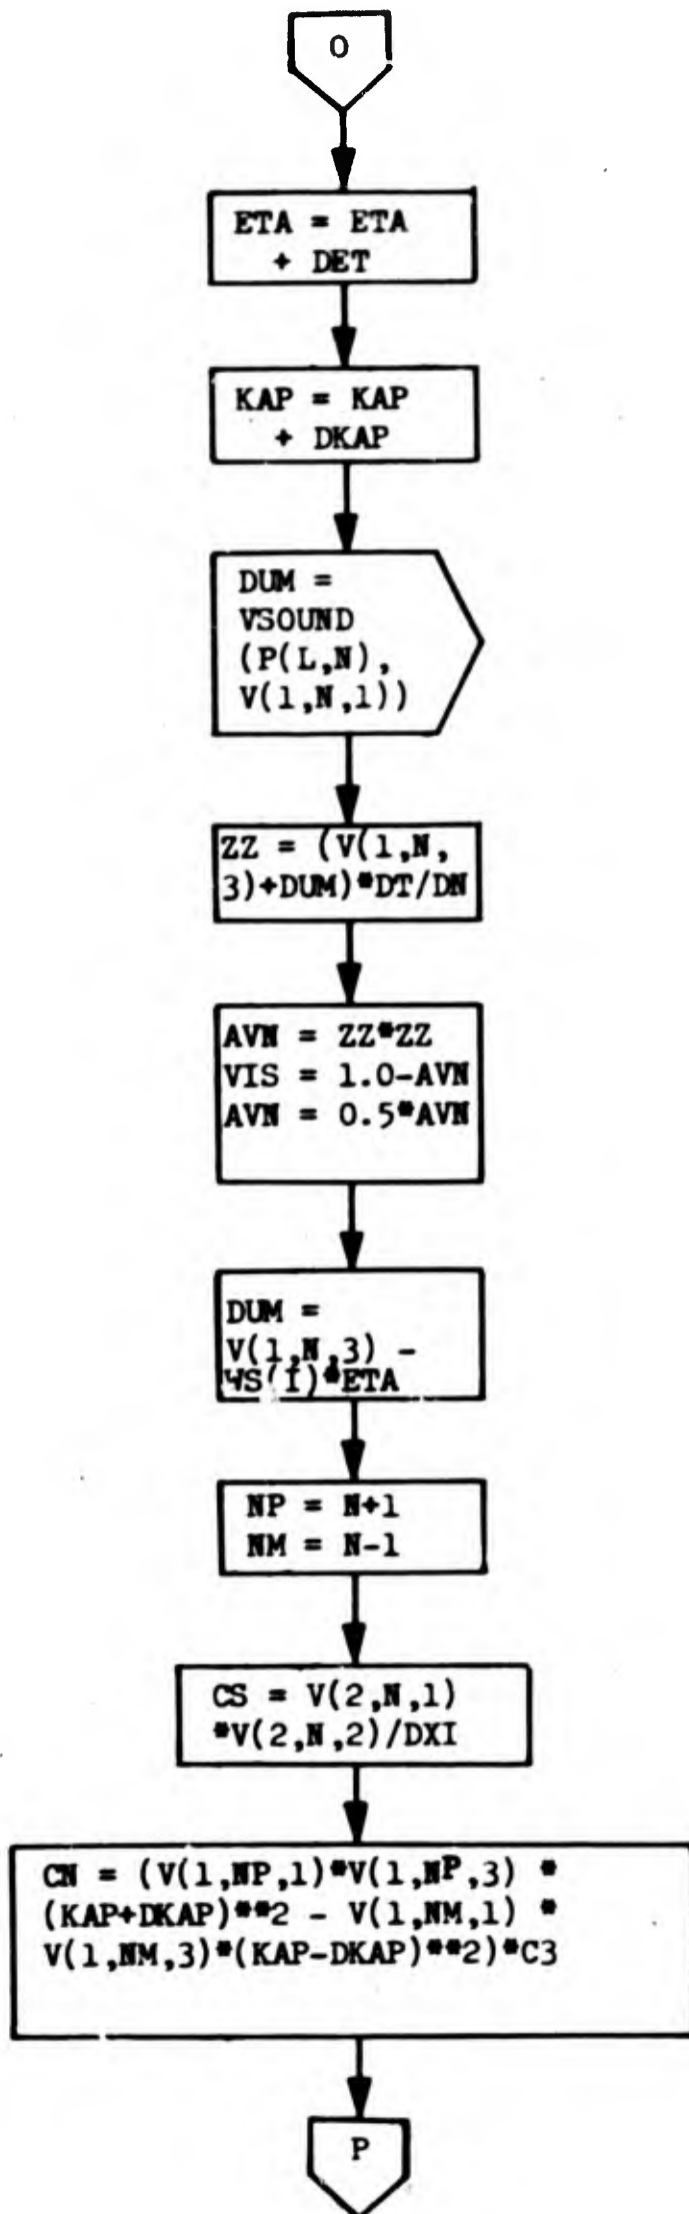 O
ETA = ETA
+ DET
KAP = KAP
+ DKAP
DUM =
VSOUND
(P(L,N),
V(1,N,1))
ZZ = (V(1,N,
3)+DUM)*DT/DN
AVN = ZZ*ZZ
VIS = 1.0-AVN
AVN = 0.5*AVN
DUM =
V(1,N,3) -
WS(I)*ETA
NP = N+1
NM = N-1
CS = V(2,N,1)
*V(2,N,2)/DXI
CN = (V(1,NP,1)*V(1,NP,3) *
(KAP+DKAP)**2 - V(1,NM,1) *
V(1,NM,3)*(KAP-DKAP)**2)*C3
P